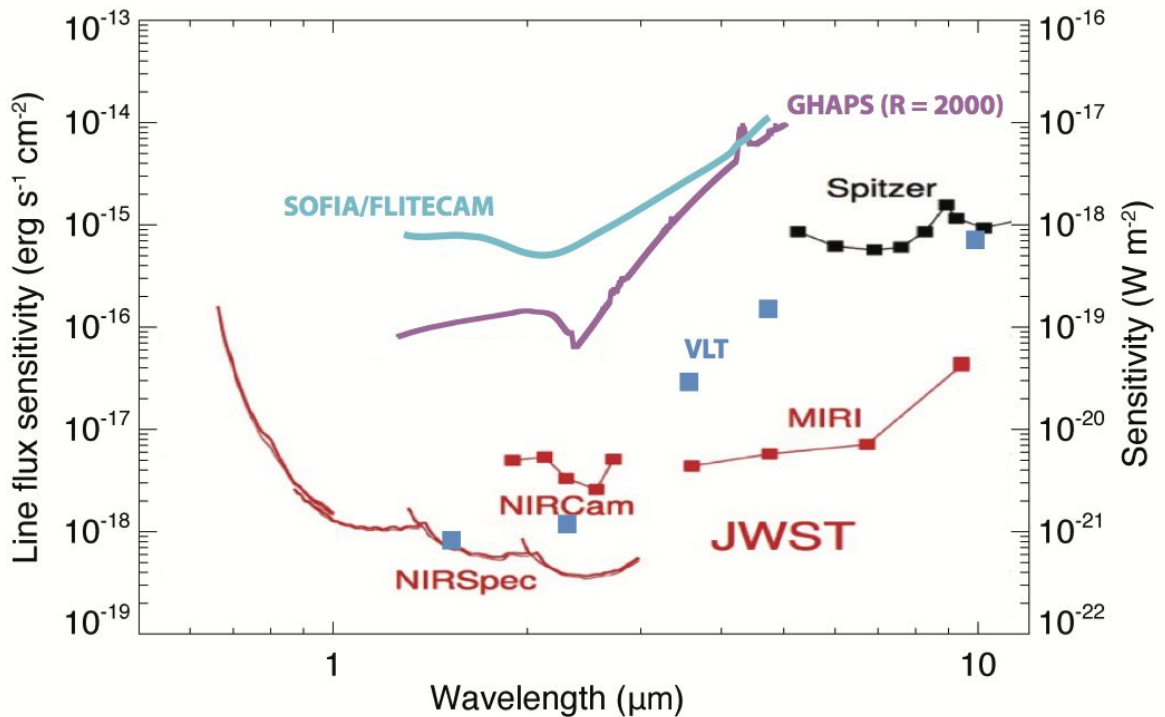 10⁻¹³
10⁻¹⁴
10⁻¹⁵
10⁻¹⁶
10⁻¹⁷
10⁻¹⁸
10⁻¹⁹
Line flux sensitivity (erg s⁻¹ cm⁻²)
GHAPS (R = 2000)
SOFIA/FLITECAM
Spitzer
VLT
MIRI
NIRCam
JWST
NIRSpec
10⁻¹⁶
10⁻¹⁷
10⁻¹⁸
10⁻¹⁹
10⁻²⁰
10⁻²¹
10⁻²²
Sensitivity (W m⁻²)
1
10
Wavelength (μm)